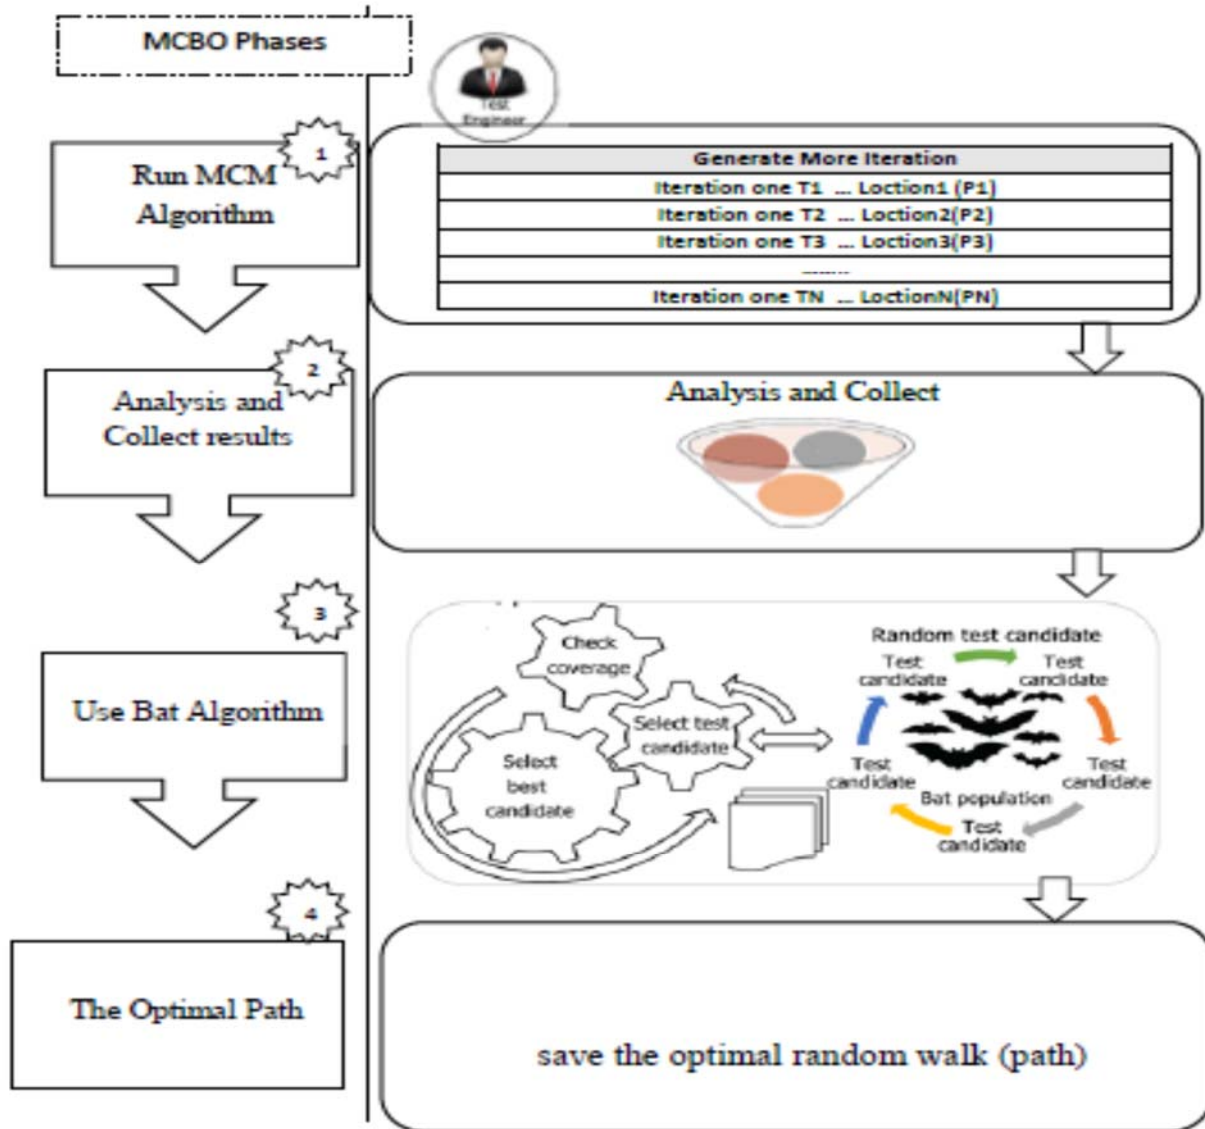 MCBO Phases
Test
Engineer
1
Run MCM
Algorithm
Generate More Iteration
Iteration one T1 ... Loction1 (P1)
Iteration one T2 ... Loction2(P2)
Iteration one T3 ... Loction3(P3)
........
Iteration one TN ... LoctionN(PN)
2
Analysis and
Collect results
Analysis and Collect
3
Use Bat Algorithm
Check
coverage
Select test
candidate
Select
best
candidate
Random test candidate
Test
candidate
Test
candidate
Test
candidate
Test
candidate
Bat population
Test
candidate
4
The Optimal Path
save the optimal random walk (path)